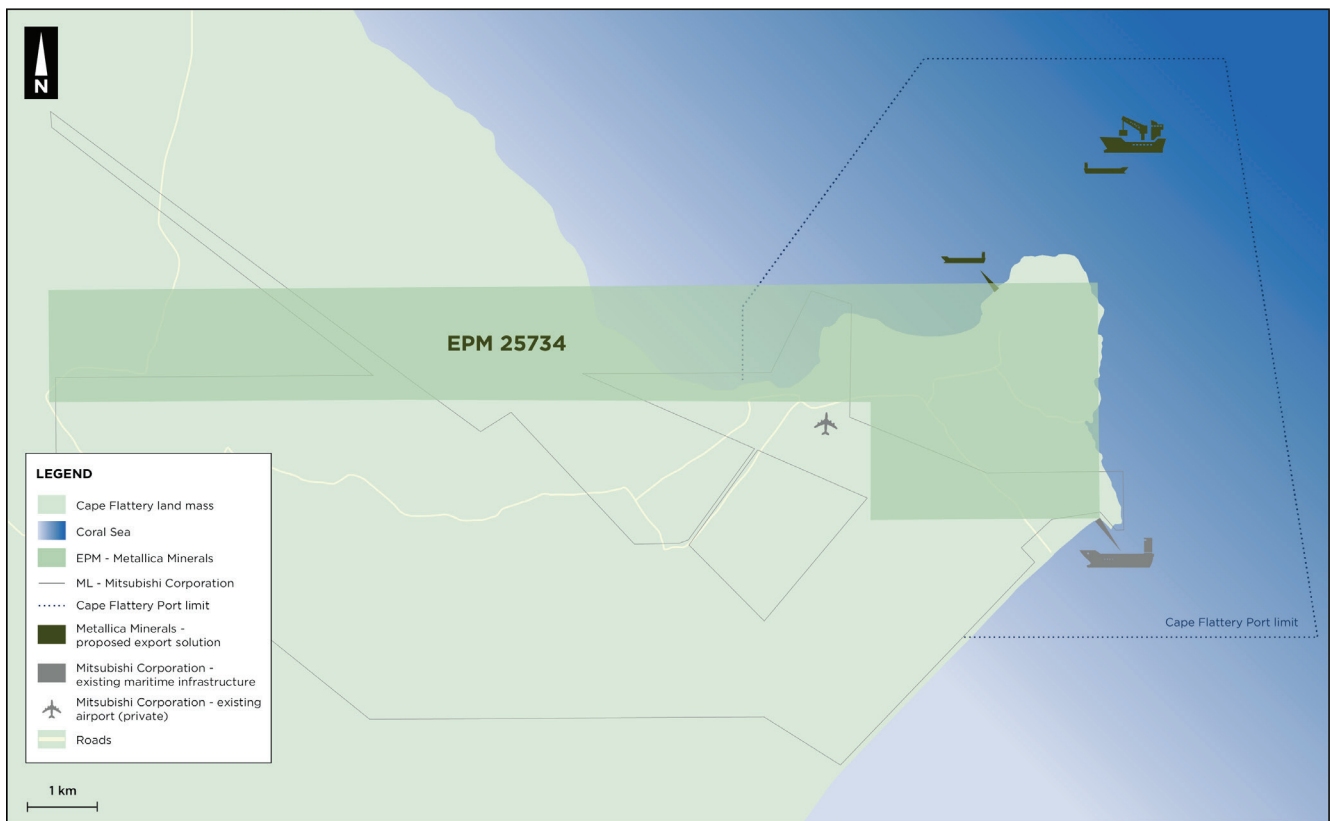 N
EPM 25734
LEGEND
Cape Flattery land mass
Coral Sea
EPM - Metallica Minerals
ML - Mitsubishi Corporation
Cape Flattery Port limit
Metallica Minerals -
proposed export solution
Mitsubishi Corporation -
existing maritime infrastructure
Mitsubishi Corporation - existing
airport (private)
Roads
Cape Flattery Port limit
1 km